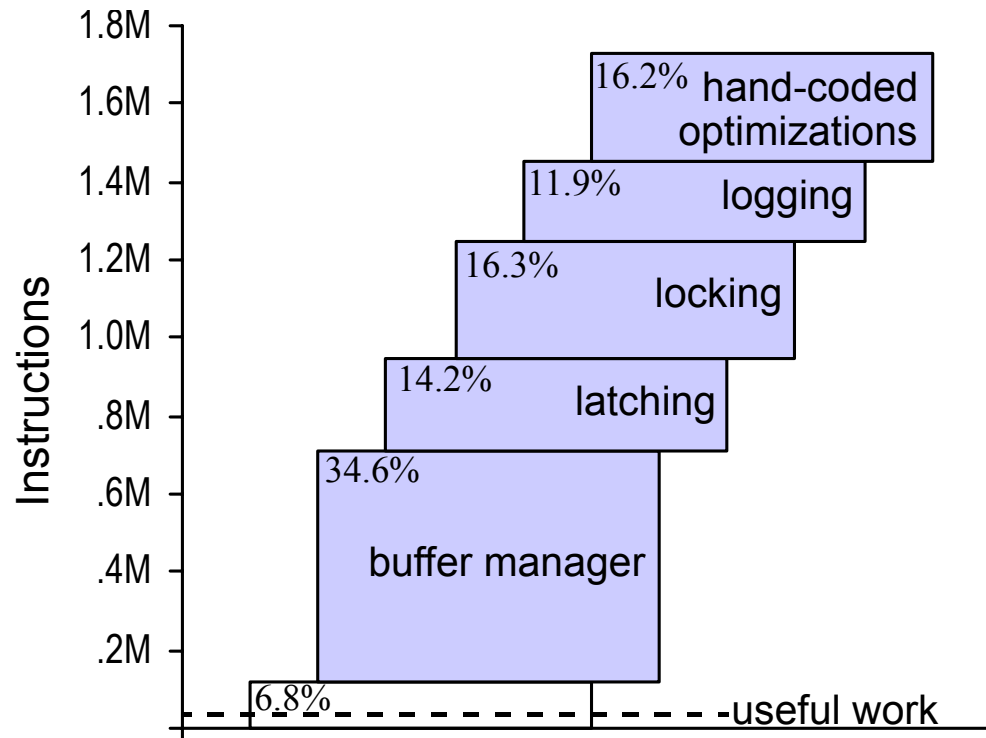 Instructions
1.8M
1.6M
1.4M
1.2M
1.0M
.8M
.6M
.4M
.2M
16.2% hand-coded
optimizations
11.9%
logging
16.3%
locking
14.2%
latching
34.6%
buffer manager
6.8%
useful work